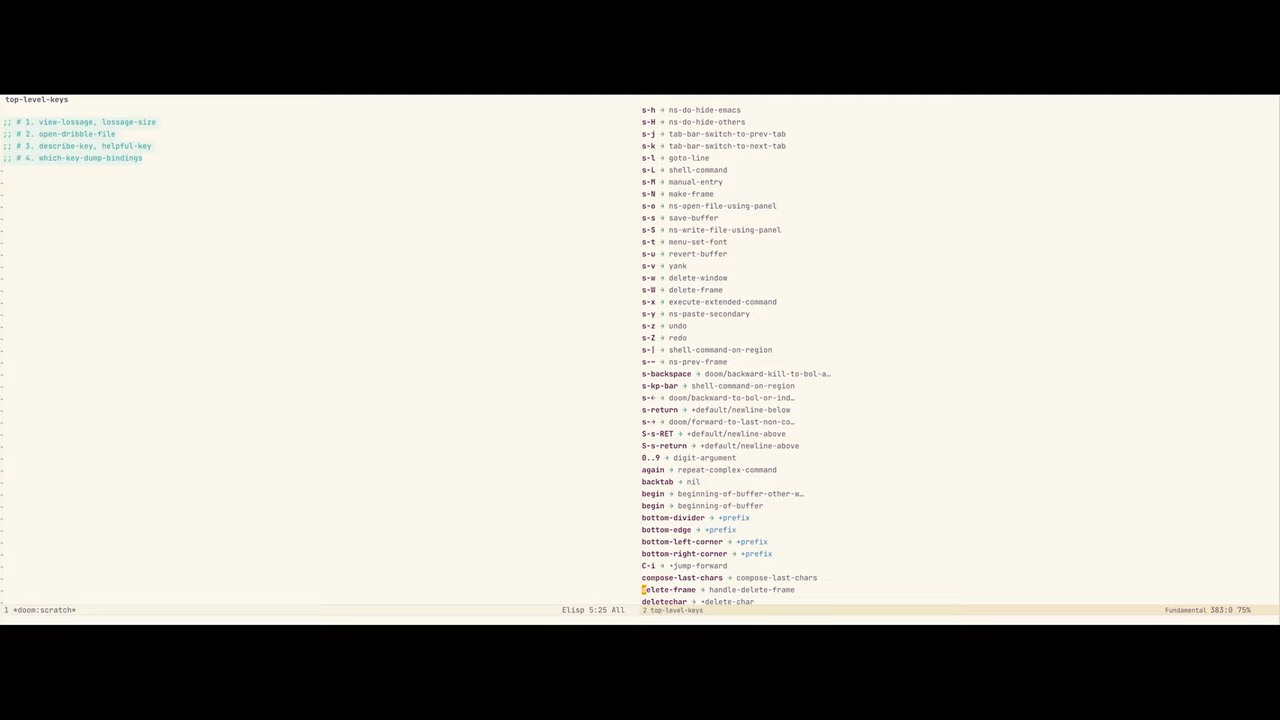 top-level-keys
;; # 1. view-lossage, lossage-size
;; # 2. open-dribble-file
;; # 3. describe-key, helpful-key
;; # 4. which-key-dump-bindings
1 *doom:scratch*
Elisp 5:25 All
s-h → ns-do-hide-emacs
s-H → ns-do-hide-others
s-j → tab-bar-switch-to-prev-tab
s-k → tab-bar-switch-to-next-tab
s-l → goto-line
s-L → shell-command
s-M → manual-entry
s-N → make-frame
s-o → ns-open-file-using-panel
s-s → save-buffer
s-S → ns-write-file-using-panel
s-t → menu-set-font
s-u → revert-buffer
s-v → yank
s-w → delete-window
s-W → delete-frame
s-x → execute-extended-command
s-y → ns-paste-secondary
s-z → undo
s-Z → redo
s-| → shell-command-on-region
s-~ → ns-prev-frame
s-backspace → doom/backward-kill-to-bol-a…
s-kp-bar → shell-command-on-region
s-← → doom/backward-to-bol-or-ind…
s-return → +default/newline-below
s-→ → doom/forward-to-last-non-co…
S-s-RET → +default/newline-above
S-s-return → +default/newline-above
0..9 → digit-argument
again → repeat-complex-command
backtab → nil
begin → beginning-of-buffer-other-w…
begin → beginning-of-buffer
bottom-divider → +prefix
bottom-edge → +prefix
bottom-left-corner → +prefix
bottom-right-corner → +prefix
C-i → •jump-forward
compose-last-chars → compose-last-chars
delete-frame → handle-delete-frame
deletechar → •delete-char
2 top-level-keys
Fundamental 383:0 75%